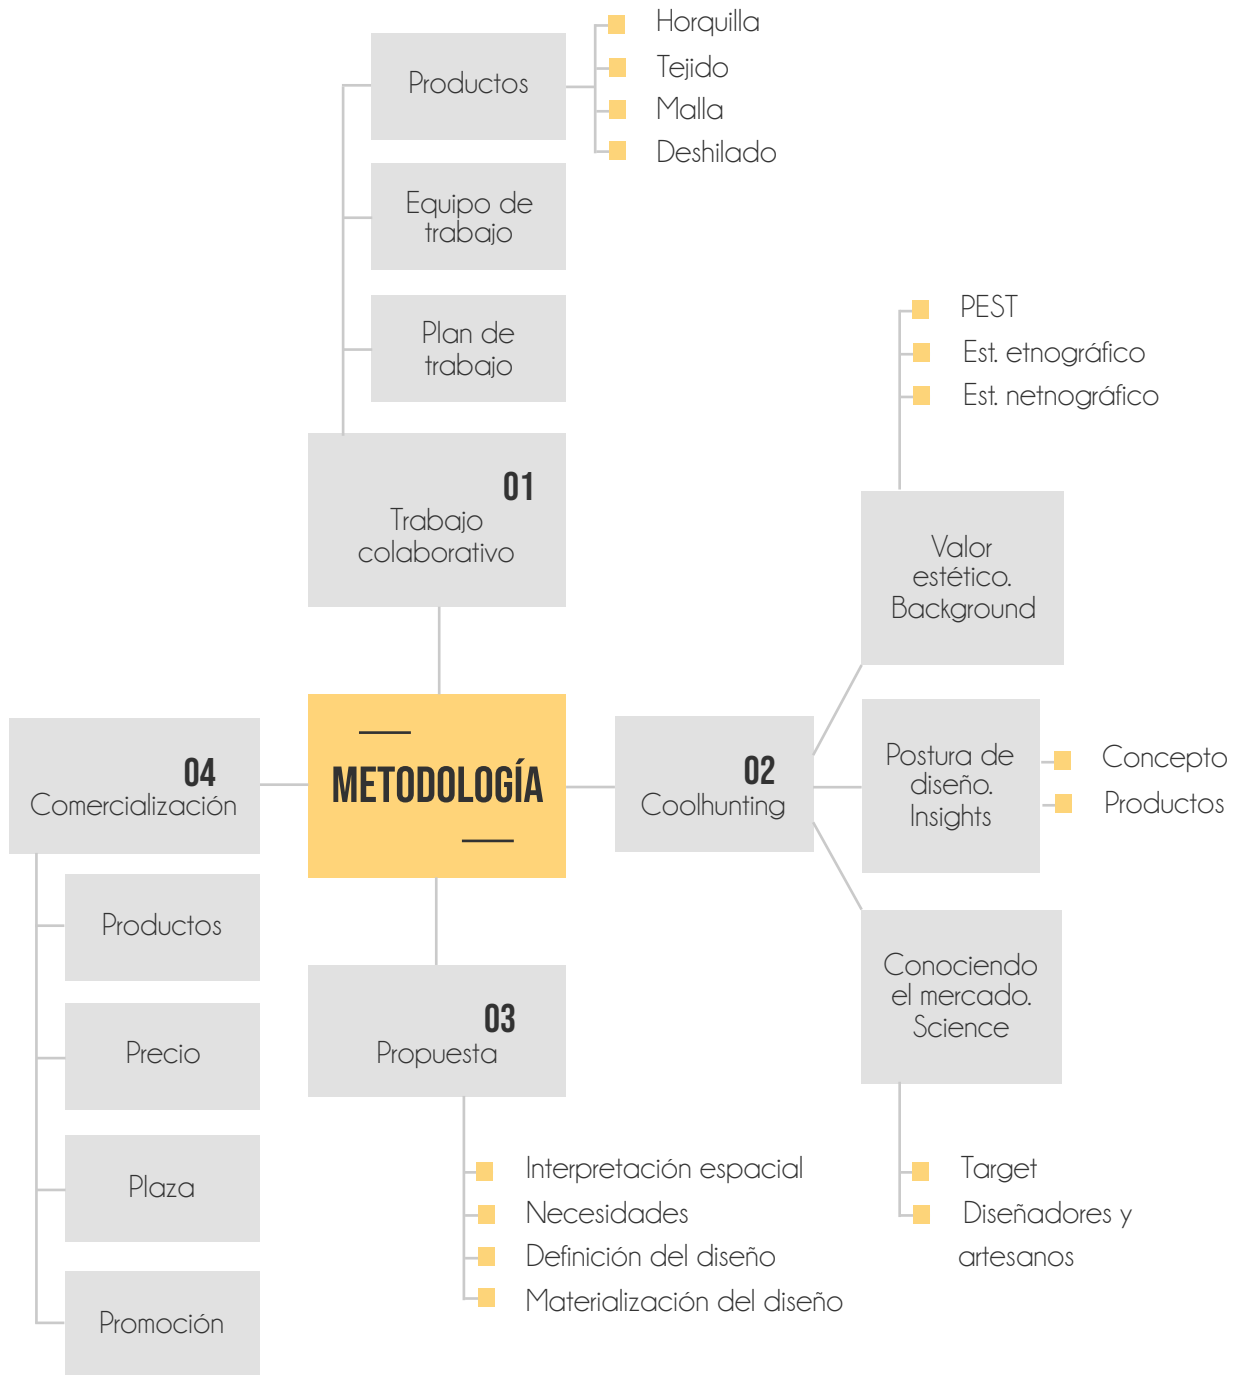 Productos
Horquilla
Tejido
Malla
Deshilado
Equipo de
trabajo
Plan de
trabajo
01
Trabajo
colaborativo
METODOLOGÍA
02
Coolhunting
Valor
estético.
Background
PEST
Est. etnográfico
Est. netnográfico
Postura de
diseño.
Insights
Concepto
Productos
Conociendo
el mercado.
Science
Target
Diseñadores y
artesanos
03
Propuesta
Interpretación espacial
Necesidades
Definición del diseño
Materialización del diseño
04
Comercialización
Productos
Precio
Plaza
Promoción